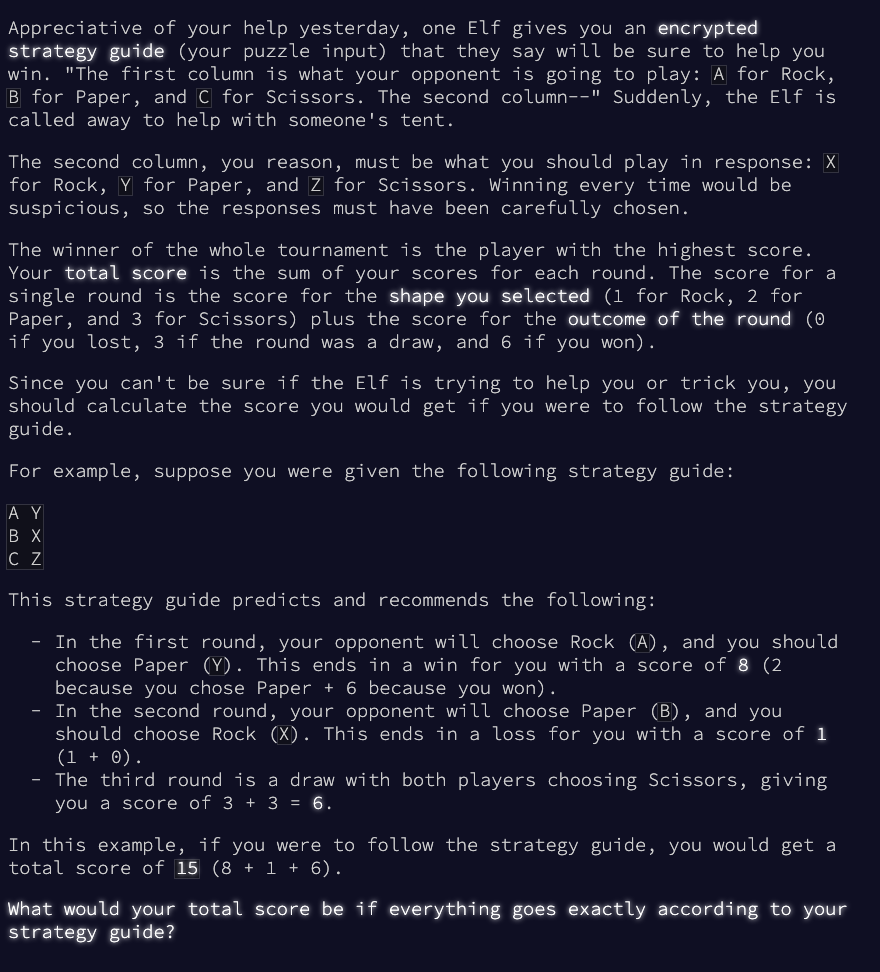 Appreciative of your help yesterday, one Elf gives you an encrypted
strategy guide (your puzzle input) that they say will be sure to help you
win. "The first column is what your opponent is going to play: A for Rock,
B for Paper, and C for Scissors. The second column--" Suddenly, the Elf is
called away to help with someone's tent.
The second column, you reason, must be what you should play in response: X
for Rock, Y for Paper, and Z for Scissors. Winning every time would be
suspicious, so the responses must have been carefully chosen.
The winner of the whole tournament is the player with the highest score.
Your total score is the sum of your scores for each round. The score for a
single round is the score for the shape you selected (1 for Rock, 2 for
Paper, and 3 for Scissors) plus the score for the outcome of the round (0
if you lost, 3 if the round was a draw, and 6 if you won).
Since you can't be sure if the Elf is trying to help you or trick you, you
should calculate the score you would get if you were to follow the strategy
guide.
For example, suppose you were given the following strategy guide:
A Y
B X
C Z
This strategy guide predicts and recommends the following:
- In the first round, your opponent will choose Rock (A), and you should
choose Paper (Y). This ends in a win for you with a score of 8 (2
because you chose Paper + 6 because you won).
- In the second round, your opponent will choose Paper (B), and you
should choose Rock (X). This ends in a loss for you with a score of 1
(1 + 0).
- The third round is a draw with both players choosing Scissors, giving
you a score of 3 + 3 = 6.
In this example, if you were to follow the strategy guide, you would get a
total score of 15 (8 + 1 + 6).
What would your total score be if everything goes exactly according to your
strategy guide?